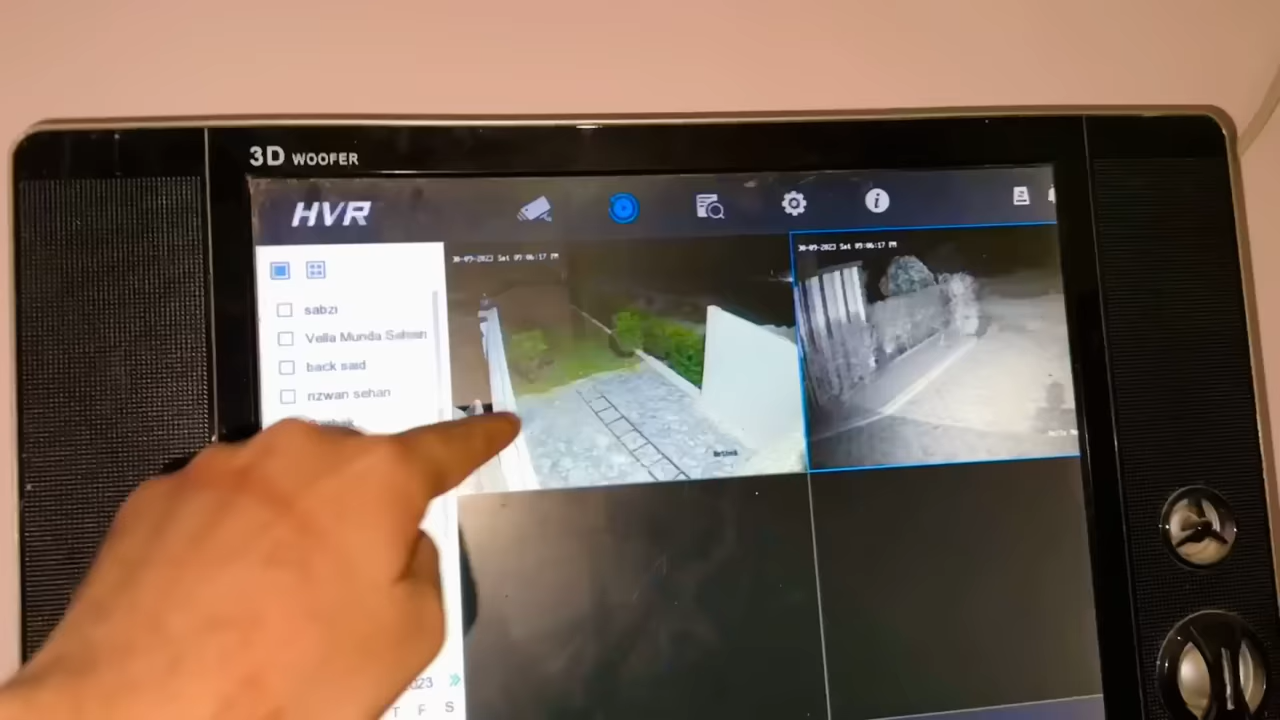 3D WOOFER
HVR
30-09-2023 Sat 09:06:17 PM
30-09-2023 Sat 09:06:17 PM
sabzi
Vella Munda Sehan
back said
rizwan sehan
023
T F S